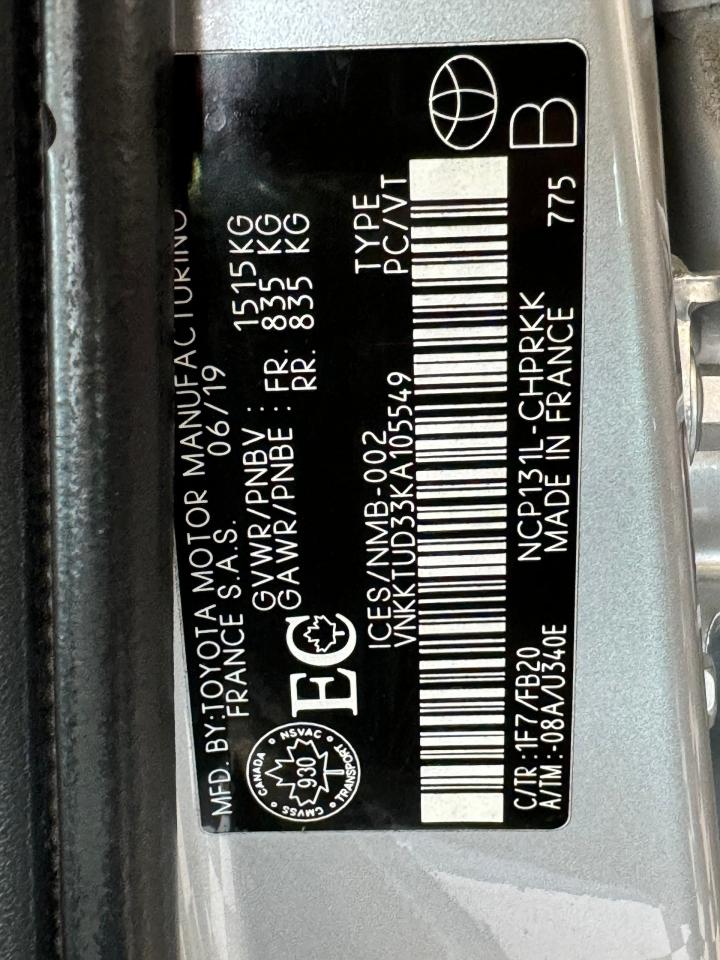 MFD. BY:TOYOTA MOTOR MANUFACTURING
FRANCE S.A.S. 06/19
GVWR/PNBV : 1515KG
GAWR/PNBE : FR. 835 KG
RR. 835 KG
CANADA
NSVAC
930
CMVSS
TRANSPORT
EC
ICES/NMB-002 TYPE
VNKKTUD33KA105549 PC/VT
C/TR :1F7/FB20 NCP131L-CHPRKK 775 B
A/TM :-08A/U340E MADE IN FRANCE